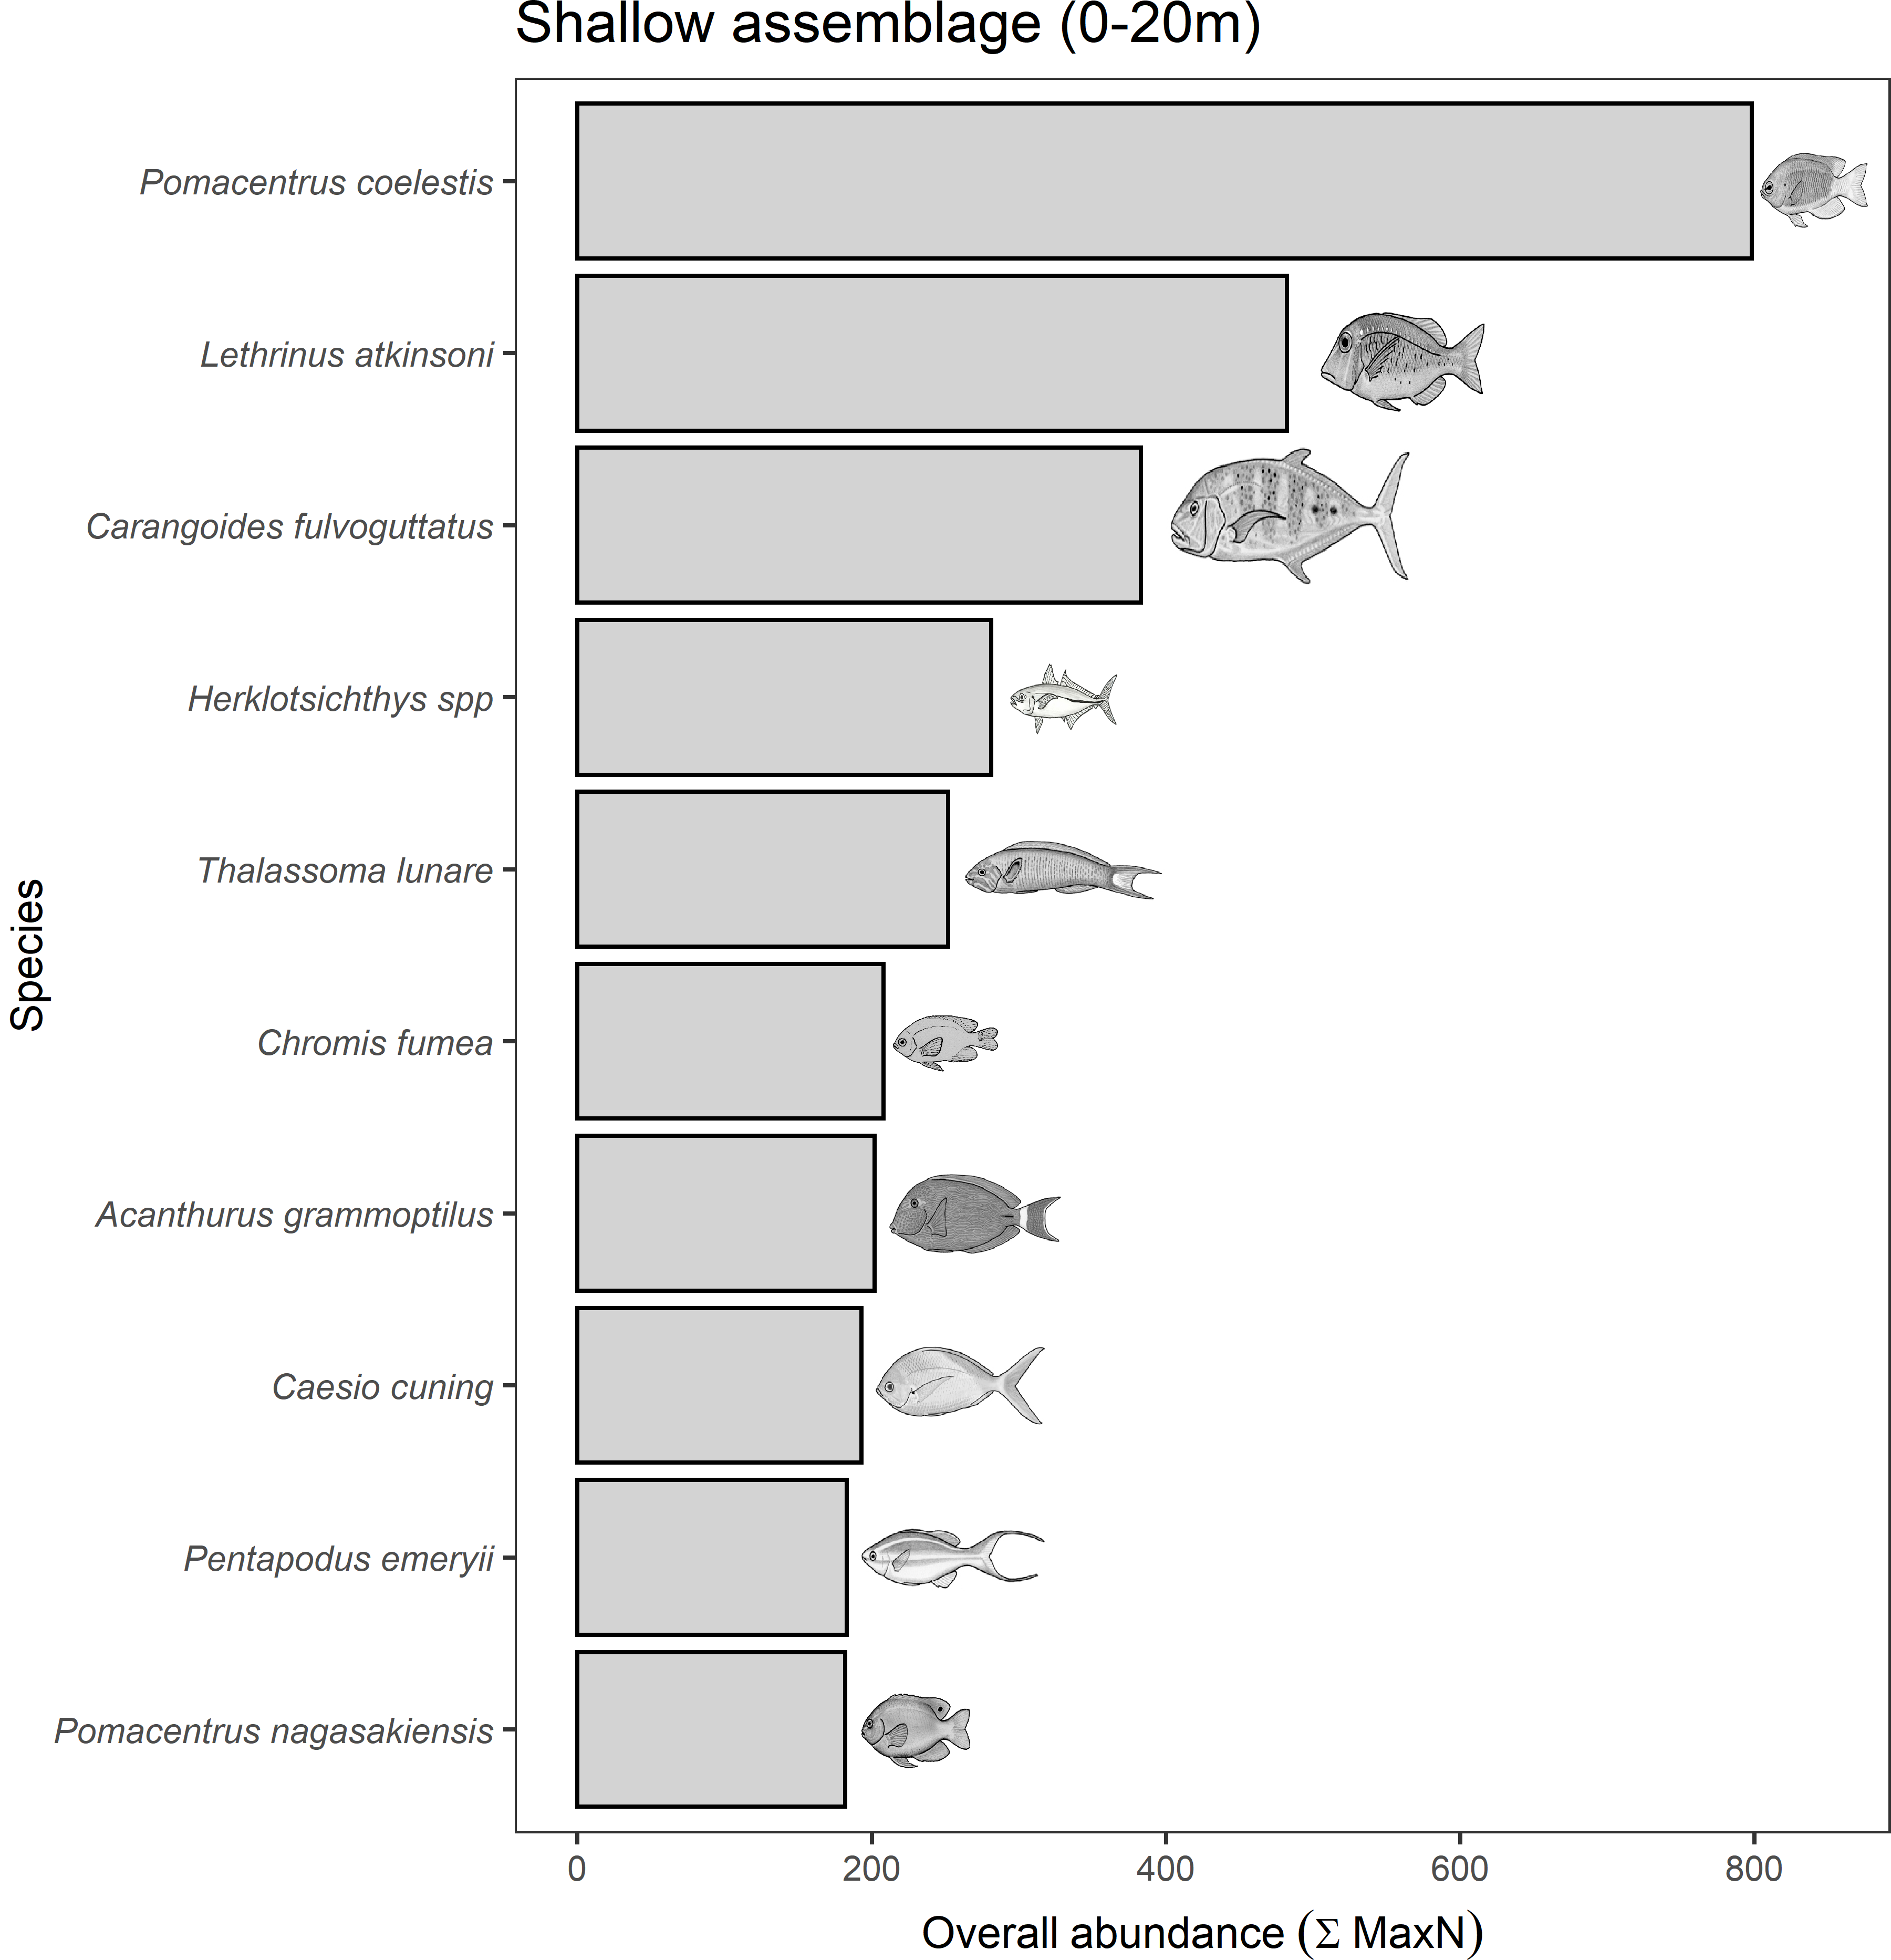 Shallow assemblage (0-20m)
Pomacentrus coelestis
Lethrinus atkinsoni
Carangoides fulvoguttatus
Herklotsichthys spp
Thalassoma lunare
Chromis fumea
Acanthurus grammoptilus
Caesio cuning
Pentapodus emeryii
Pomacentrus nagasakiensis
Species
0 200 400 600 800
Overall abundance (Σ MaxN)